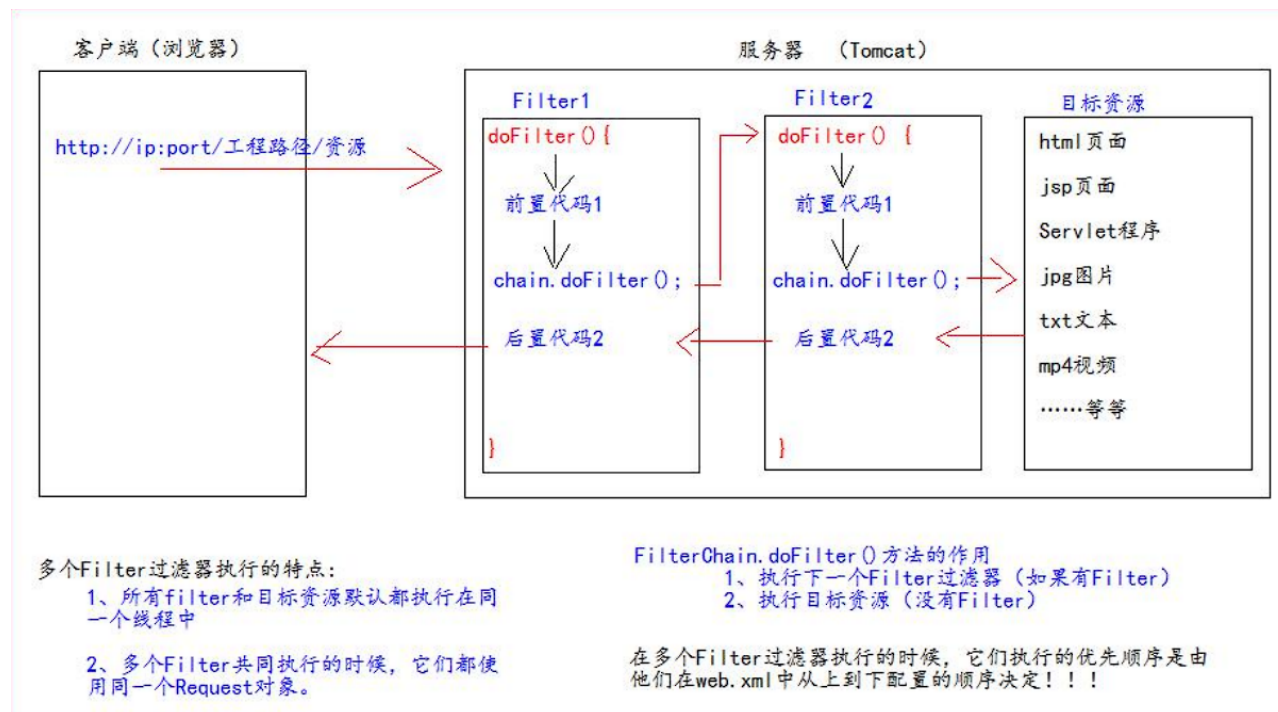 客户端（浏览器）
http://ip:port/工程路径/资源
服务器　（Tomcat）
Filter1
doFilter(){
前置代码1
chain.doFilter();
后置代码2
}
Filter2
doFilter() {
前置代码1
chain.doFilter();
后置代码2
}
目标资源
html页面
jsp页面
Servlet程序
jpg图片
txt文本
mp4视频
……等等
多个Filter过滤器执行的特点：
1、所有filter和目标资源默认都执行在同
一个线程中
2、多个Filter共同执行的时候，它们都使
用同一个Request对象。
FilterChain.doFilter()方法的作用
1、执行下一个Filter过滤器（如果有Filter）
2、执行目标资源（没有Filter）
在多个Filter过滤器执行的时候，它们执行的优先顺序是由
他们在web.xml中从上到下配置的顺序决定！！！